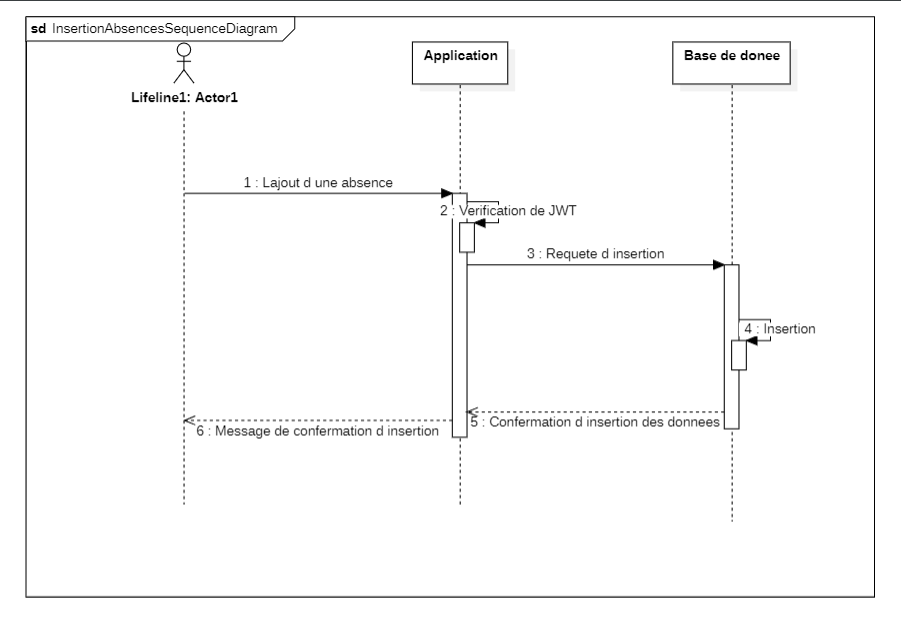 sd InsertionAbsencesSequenceDiagram
Lifeline1: Actor1
Application
Base de donee
1 : Lajout d une absence
2 : Verification de JWT
3 : Requete d insertion
4 : Insertion
5 : Confermation d insertion des donnees
6 : Message de confermation d insertion